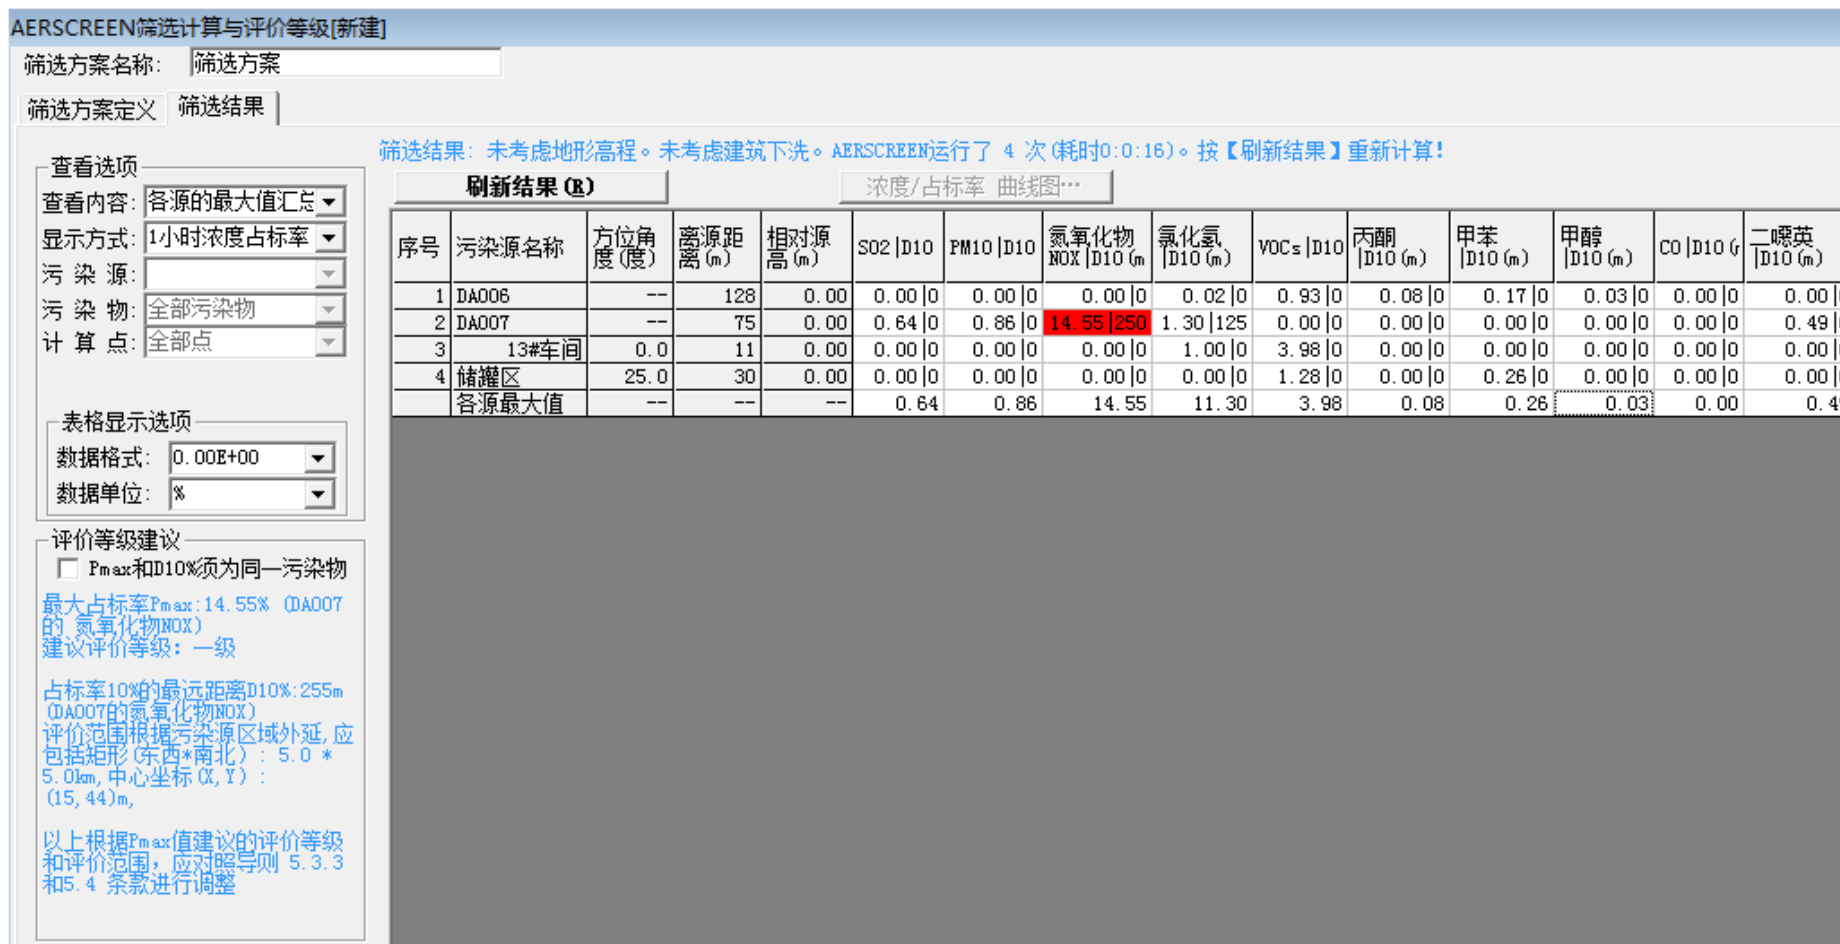 AERSCREEN筛选计算与评价等级[新建]
筛选方案名称: 筛选方案
筛选方案定义 筛选结果
筛选结果: 未考虑地形高程。未考虑建筑下洗。AERSCREEN运行了 4 次(耗时0:0:16)。按【刷新结果】重新计算!
刷新结果(R) 浓度/占标率 曲线图…
查看选项
查看内容: 各源的最大值汇总
显示方式: 1小时浓度占标率
污 染 源:
污 染 物: 全部污染物
计 算 点: 全部点
表格显示选项
数据格式: 0.00E+00
数据单位: %
评价等级建议
Pmax和D10%须为同一污染物
最大占标率Pmax:14.55% (DA007
的 氮氧化物NOX)
建议评价等级: 一级
占标率10%的最远距离D10%:255m
(DA007的氮氧化物NOX)
评价范围根据污染源区域外延,应
包括矩形(东西*南北): 5.0 *
5.0km,中心坐标(X,Y):
(15,44)m,
以上根据Pmax值建议的评价等级
和评价范围,应对照导则 5.3.3
和5.4 条款进行调整
序号 污染源名称 方位角度(度) 离源距离(m) 相对源高(m) SO2|D10 PM10|D10 氮氧化物NOX|D10(m 氯化氢|D10(m) VOCs|D10 丙酮|D10(m) 甲苯|D10(m) 甲醇|D10(m) CO|D10( 二噁英|D10(m)
1 DA006 -- 128 0.00 0.00|0 0.00|0 0.00|0 0.02|0 0.93|0 0.08|0 0.17|0 0.03|0 0.00|0 0.00|
2 DA007 -- 75 0.00 0.64|0 0.86|0 14.55|250 1.30|125 0.00|0 0.00|0 0.00|0 0.00|0 0.00|0 0.49|
3 13#车间 0.0 11 0.00 0.00|0 0.00|0 0.00|0 1.00|0 3.98|0 0.00|0 0.00|0 0.00|0 0.00|0 0.00|
4 储罐区 25.0 30 0.00 0.00|0 0.00|0 0.00|0 0.00|0 1.28|0 0.00|0 0.26|0 0.00|0 0.00|0 0.00|
各源最大值 -- -- -- 0.64 0.86 14.55 11.30 3.98 0.08 0.26 0.03 0.00 0.4